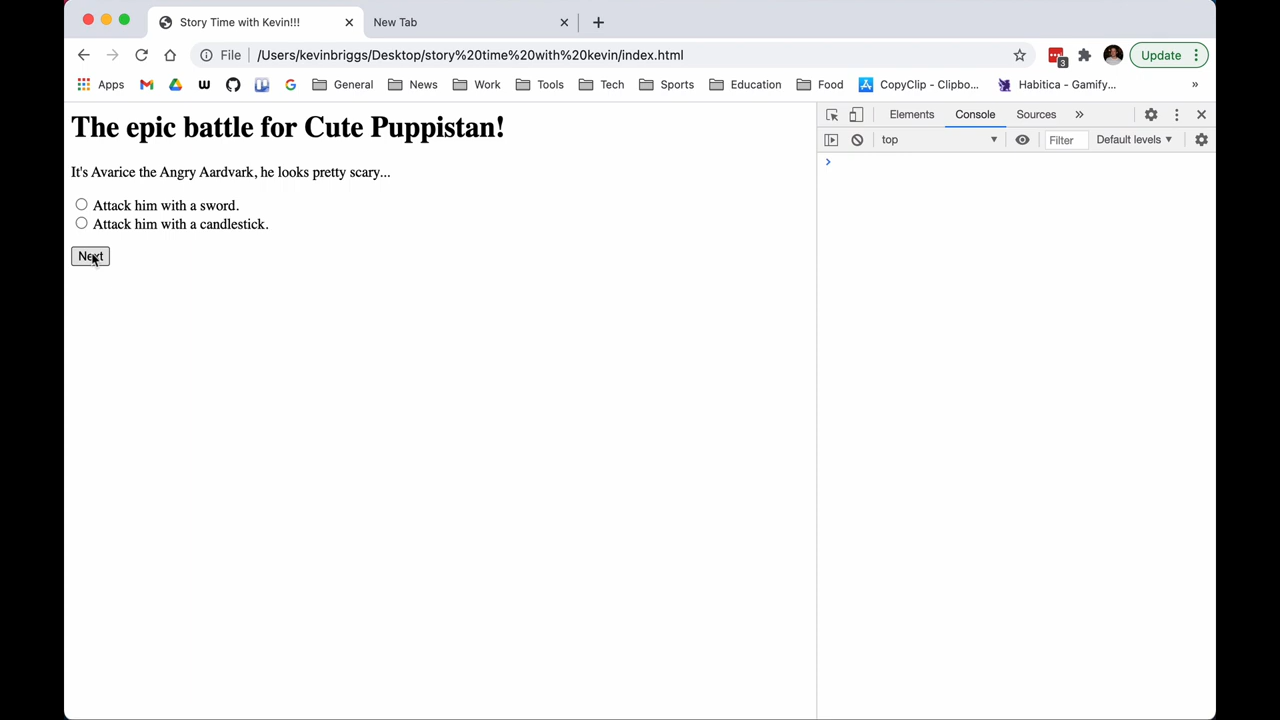 Story Time with Kevin!!!
New Tab
File
/Users/kevinbriggs/Desktop/story%20time%20with%20kevin/index.html
3
Update
Apps
General
News
Work
Tools
Tech
Sports
Education
Food
CopyClip - Clipbo...
Habitica - Gamify...
»
The epic battle for Cute Puppistan!
It's Avarice the Angry Aardvark, he looks pretty scary...
Attack him with a sword.
Attack him with a candlestick.
Next
Elements
Console
Sources
»
top
Filter
Default levels